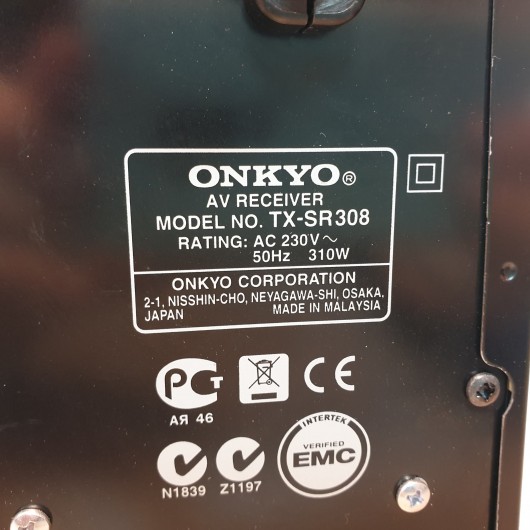 ONKYO®
AV RECEIVER
MODEL NO. TX-SR308
RATING: AC 230V~
50Hz 310W
ONKYO CORPORATION
2-1, NISSHIN-CHO, NEYAGAWA-SHI, OSAKA,
JAPAN MADE IN MALAYSIA
РСТ CE
АЯ 46
INTERTEK
VERIFIED
EMC
N1839 Z1197